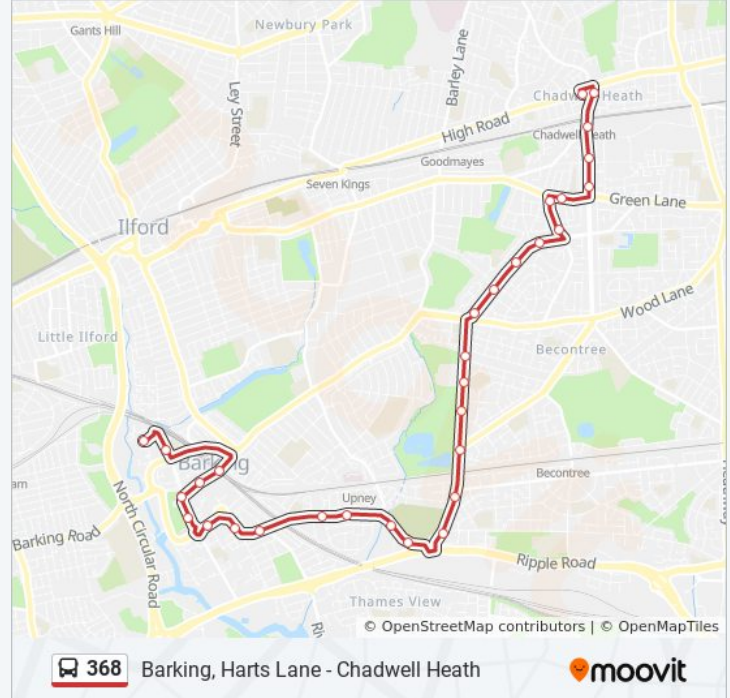 Gants Hill
Newbury Park
Ley Street
Barley Lane
Chadwell Heath
High Road
Chadwell Heath
Goodmayes
Seven Kings
Green Lane
Ilford
Wood Lane
Little Ilford
Becontree
Barking
am
Upney
Becontree
North Circular Road
Barking Road
Ripple Road
Thames View
Ri
© OpenStreetMap contributors | © OpenMapTiles
368 Barking, Harts Lane - Chadwell Heath
moovit